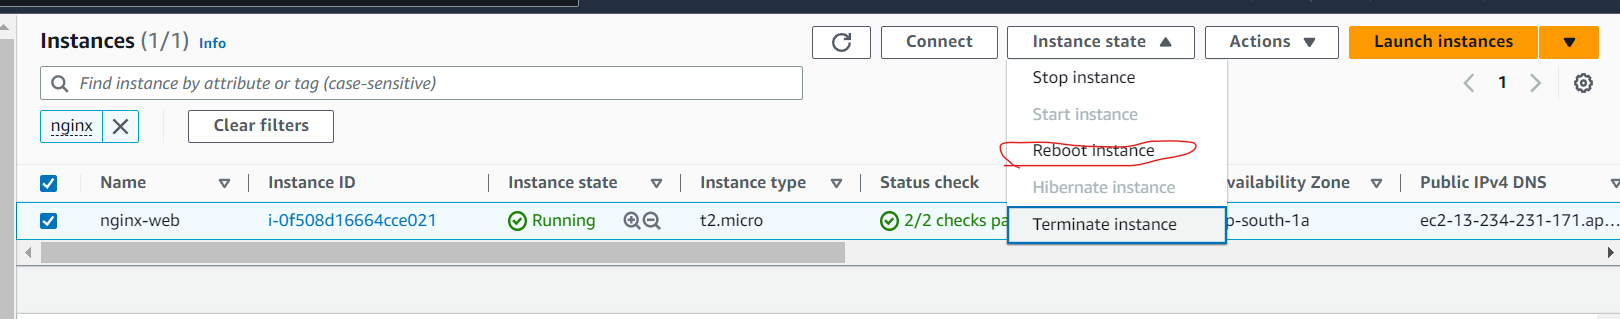 Instances (1/1) Info
Connect
Instance state
Actions
Launch instances
Find instance by attribute or tag (case-sensitive)
Stop instance
1
nginx
Clear filters
Start instance
Reboot instance
Hibernate instance
Terminate instance
Name Instance ID Instance state Instance type Status check vailability Zone Public IPv4 DNS
nginx-web i-0f508d16664cce021 Running t2.micro 2/2 checks pa p-south-1a ec2-13-234-231-171.ap...